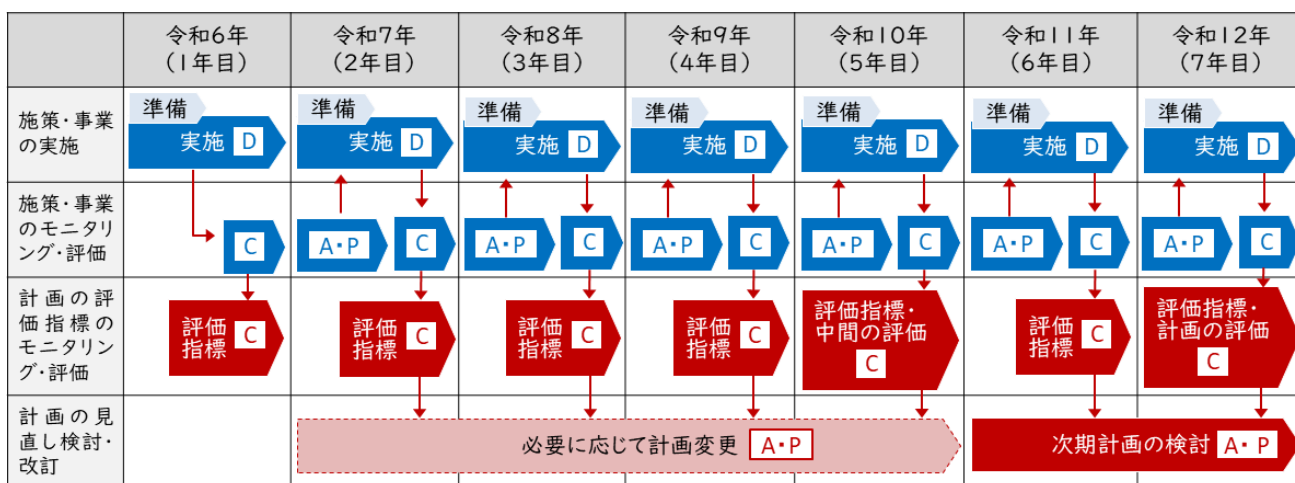 令和6年
(1年目)
令和7年
(2年目)
令和8年
(3年目)
令和9年
(4年目)
令和10年
(5年目)
令和11年
(6年目)
令和12年
(7年目)
施策・事業
の実施
準備
実施 D
準備
実施 D
準備
実施 D
準備
実施 D
準備
実施 D
準備
実施 D
準備
実施 D
施策・事業
のモニタリ
ング・評価
C
A・P
C
A・P
C
A・P
C
A・P
C
A・P
C
A・P
C
計画の評
価指標の
モニタリン
グ・評価
評価
指標 C
評価
指標 C
評価
指標 C
評価
指標 C
評価指標・
中間の評価
C
評価
指標 C
評価指標・
計画の評価
C
計画の見
直し検討・
改訂
必要に応じて計画変更 A・P
次期計画の検討 A・P